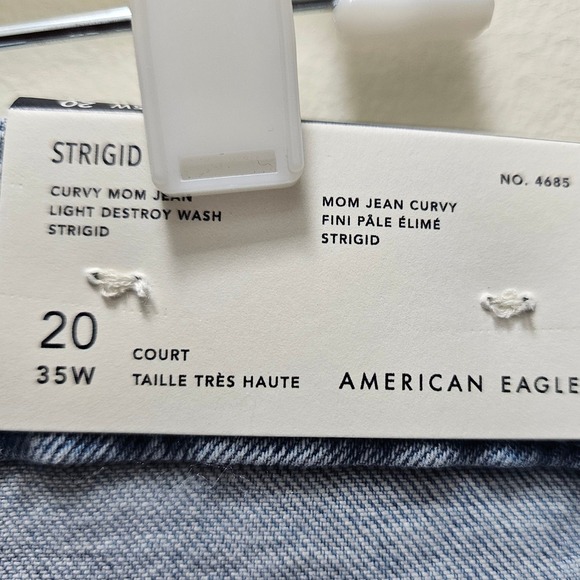 STRIGID
NO. 4685
CURVY MOM JEAN
LIGHT DESTROY WASH
STRIGID
MOM JEAN CURVY
FINI PÂLE ÉLIMÉ
STRIGID
20
35W
COURT
TAILLE TRÈS HAUTE
AMERICAN EAGLE